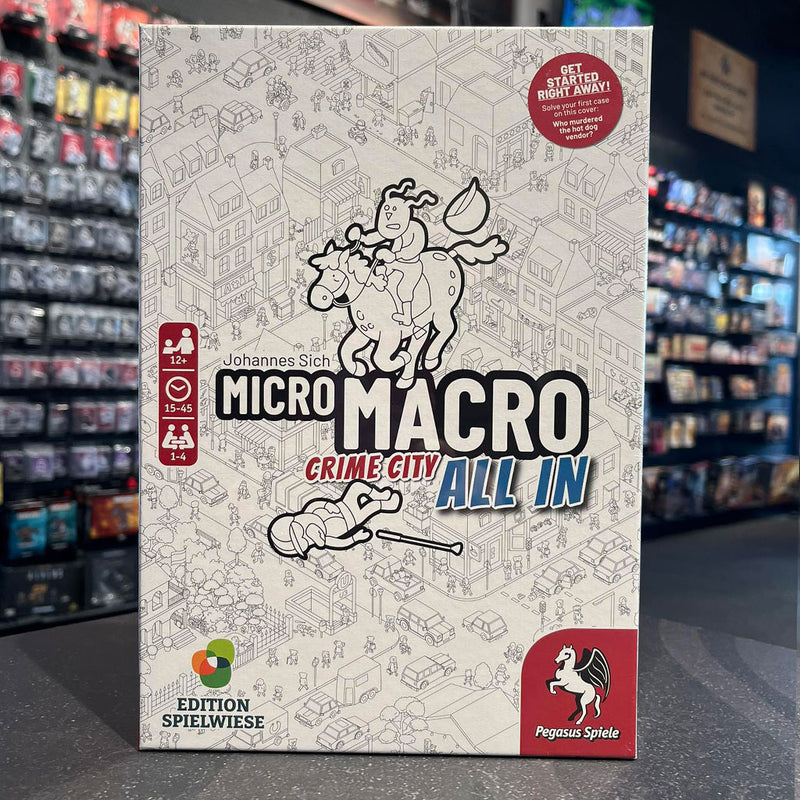 GET
STARTED
RIGHT AWAY!
Solve your first case
on this cover:
Who murdered
the hot dog
vendor?
12+
15-45
1-4
Johannes Sich
MICRO MACRO
CRIME CITY ALL IN
EDITION
SPIELWIESE
Pegasus Spiele